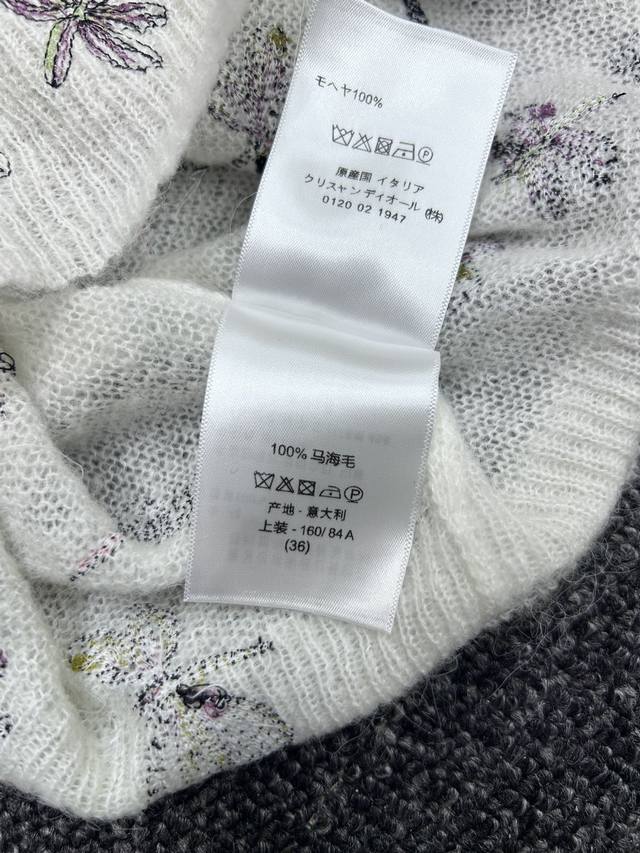 モヘヤ100%
原産国 イタリア
クリスチャン ディオール (株)
0120 02 1947
100% 马海毛
产地 - 意大利
上装 - 160/ 84 A
(36)